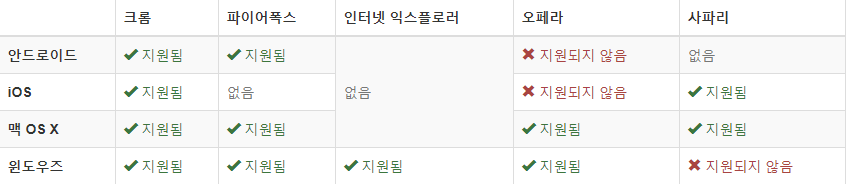 크롬 파이어폭스 인터넷 익스플로러 오페라 사파리
안드로이드 ✔ 지원됨 ✔ 지원됨 ✖ 지원되지 않음 없음
iOS ✔ 지원됨 없음 없음 ✖ 지원되지 않음 ✔ 지원됨
맥 OS X ✔ 지원됨 ✔ 지원됨 ✔ 지원됨 ✔ 지원됨
윈도우즈 ✔ 지원됨 ✔ 지원됨 ✔ 지원됨 ✔ 지원됨 ✖ 지원되지 않음